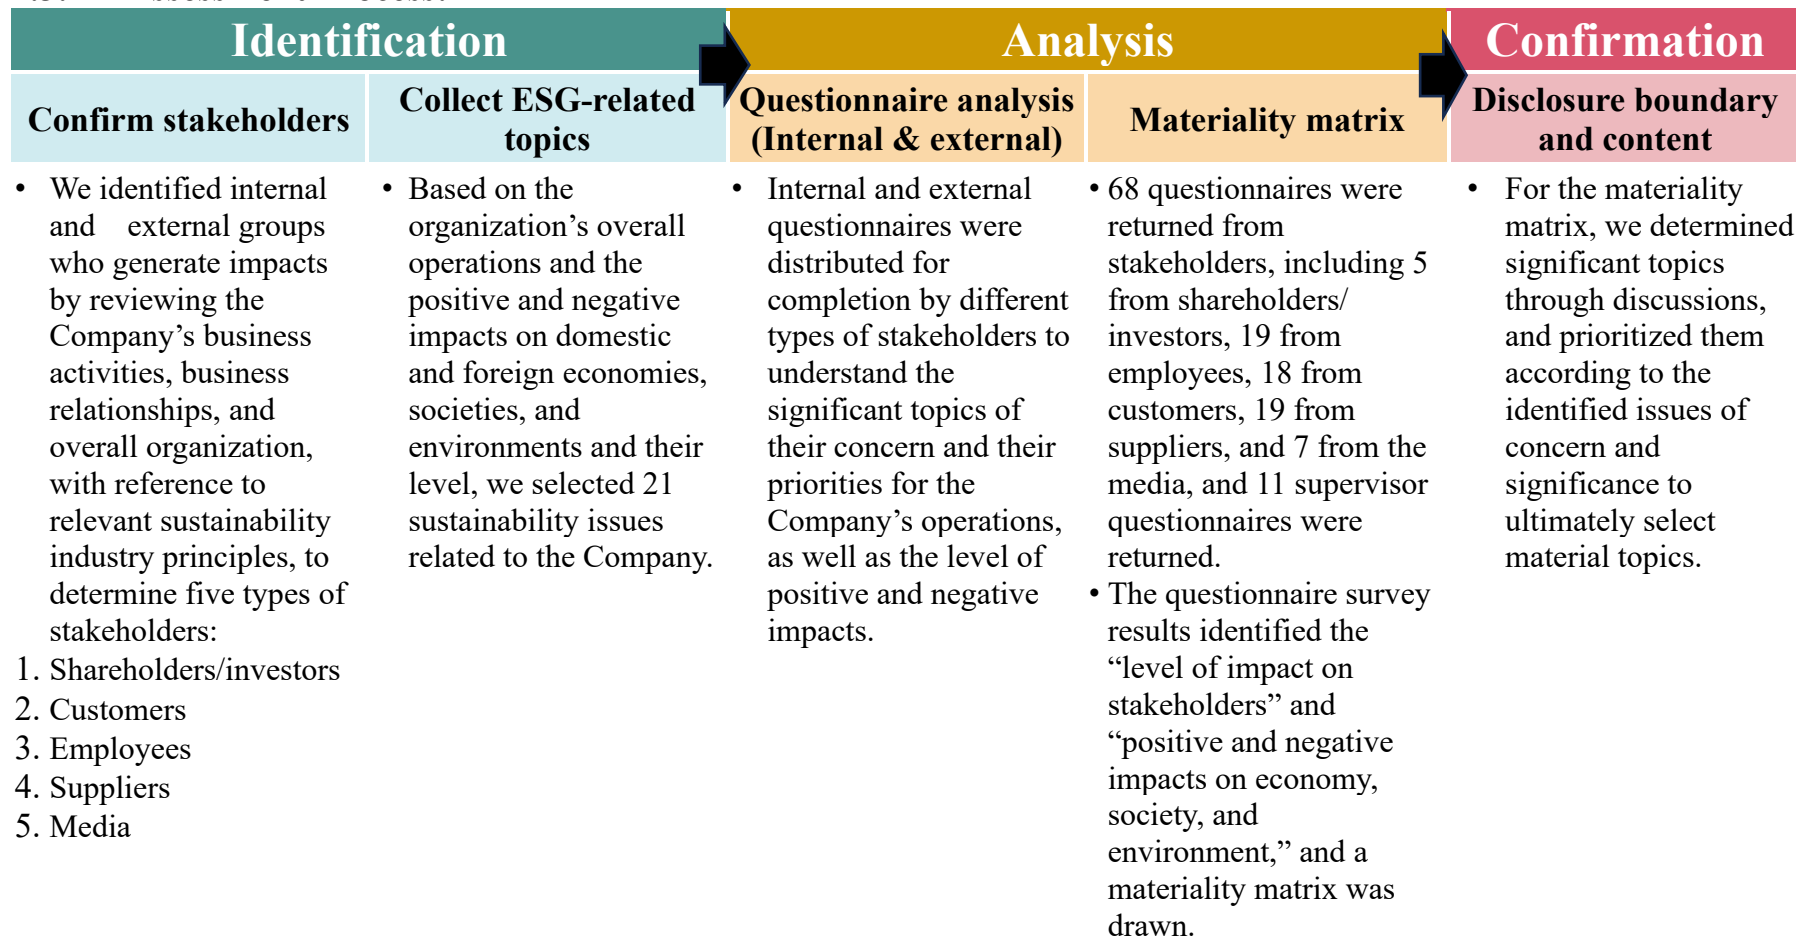 Identification
Analysis
Confirmation
Confirm stakeholders
Collect ESG-related
topics
Questionnaire analysis
(Internal & external)
Materiality matrix
Disclosure boundary
and content
• We identified internal
and external groups
who generate impacts
by reviewing the
Company’s business
activities, business
relationships, and
overall organization,
with reference to
relevant sustainability
industry principles, to
determine five types of
stakeholders:
1. Shareholders/investors
2. Customers
3. Employees
4. Suppliers
5. Media
• Based on the
organization’s overall
operations and the
positive and negative
impacts on domestic
and foreign economies,
societies, and
environments and their
level, we selected 21
sustainability issues
related to the Company.
• Internal and external
questionnaires were
distributed for
completion by different
types of stakeholders to
understand the
significant topics of
their concern and their
priorities for the
Company’s operations,
as well as the level of
positive and negative
impacts.
• 68 questionnaires were
returned from
stakeholders, including 5
from shareholders/
investors, 19 from
employees, 18 from
customers, 19 from
suppliers, and 7 from the
media, and 11 supervisor
questionnaires were
returned.
• The questionnaire survey
results identified the
“level of impact on
stakeholders” and
“positive and negative
impacts on economy,
society, and
environment,” and a
materiality matrix was
drawn.
• For the materiality
matrix, we determined
significant topics
through discussions,
and prioritized them
according to the
identified issues of
concern and
significance to
ultimately select
material topics.